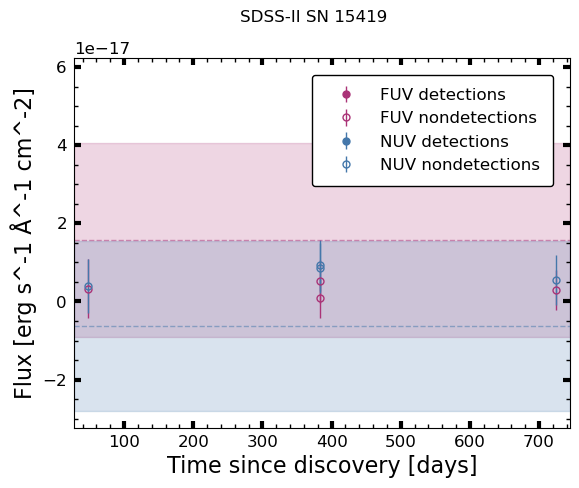 SDSS-II SN 15419
1e−17
6
4
2
0
−2
Flux [erg s^-1 Å^-1 cm^-2]
FUV detections
FUV nondetections
NUV detections
NUV nondetections
100 200 300 400 500 600 700
Time since discovery [days]